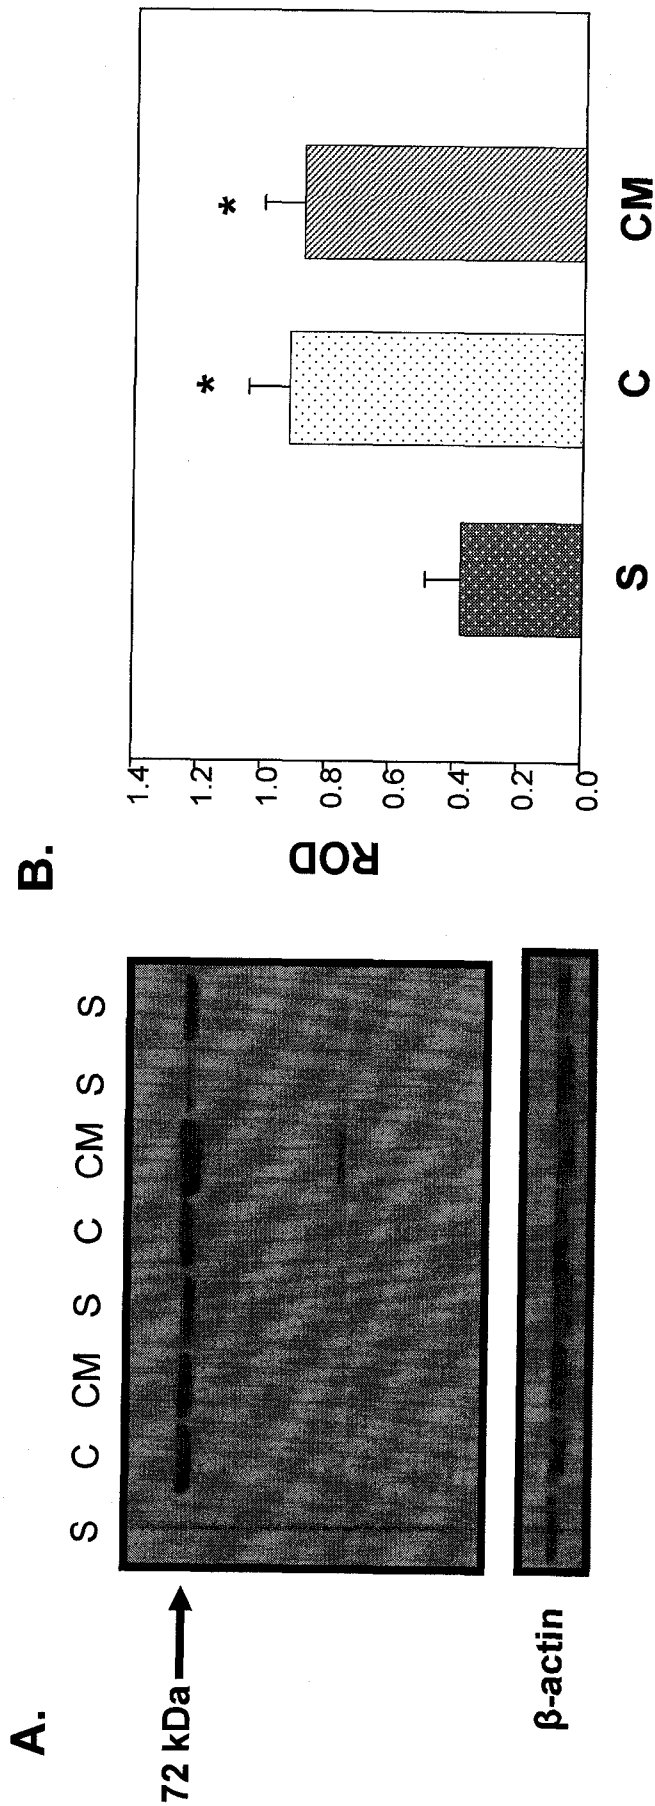 A.
S C CM S C CM S S
72 kDa
β-actin
B.
ROD
1.4
1.2
1.0
0.8
0.6
0.4
0.2
0.0
*
*
S C CM